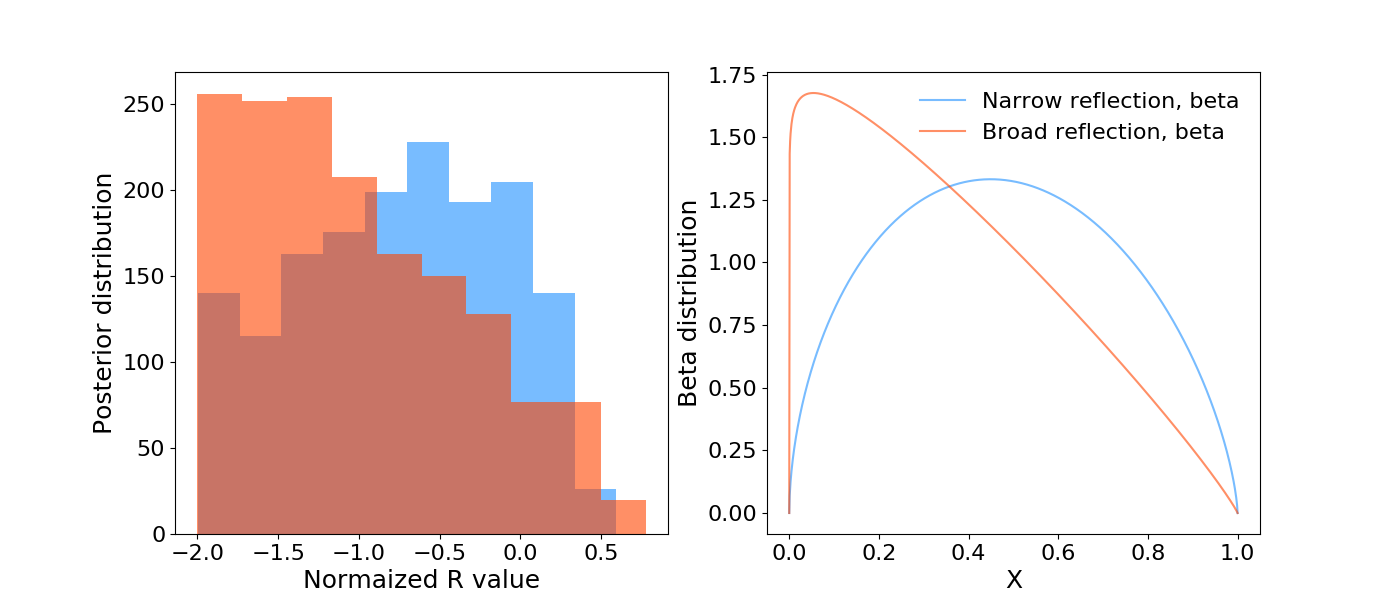 Posterior distribution
250
200
150
100
50
0
−2.0 −1.5 −1.0 −0.5 0.0 0.5
Normaized R value
Beta distribution
1.75
1.50
1.25
1.00
0.75
0.50
0.25
0.00
0.0 0.2 0.4 0.6 0.8 1.0
X
Narrow reflection, beta
Broad reflection, beta